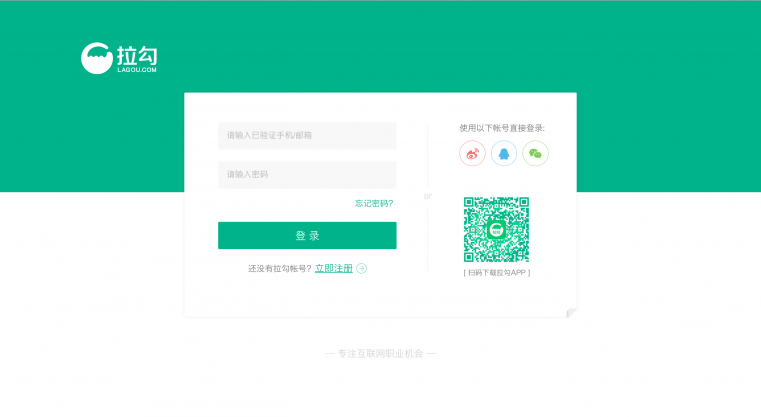 拉勾
LAGOU.COM
请输入已验证手机/邮箱
请输入密码
忘记密码?
登录
还没有拉勾帐号? 立即注册
or
使用以下帐号直接登录:
拉勾
[ 扫码下载拉勾APP ]
— 专注互联网职业机会 —